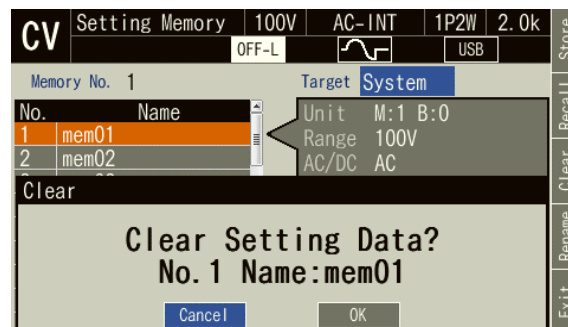 CV Setting Memory 100V AC-INT 1P2W 2.0k
OFF-L USB
Memory No. 1 Target System
No. Name
1 mem01
2 mem02
Unit M:1 B:0
Range 100V
AC/DC AC
Clear
Clear Setting Data?
No.1 Name:mem01
Cancel OK
Store
Recall
Clear
Rename
Exit